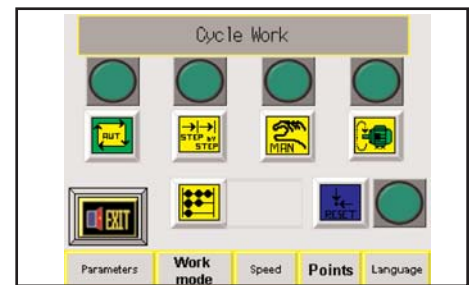 Cycle Work
AUT
STEP BY
STEP
MAN
EXIT
RESET
Parameters
Work
mode
Speed
Points
Language